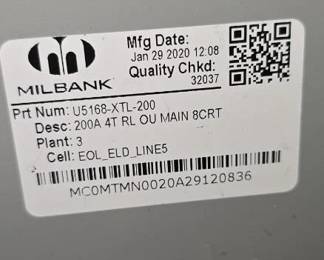 Mfg Date:
Jan 29 2020 12:08
Quality Chkd:
32037
MILBANK
Prt Num: U5168-XTL-200
Desc: 200A 4T RL OU MAIN 8CRT
Plant: 3
Cell: EOL_ELD_LINE5
MC0MTMN0020A29120836